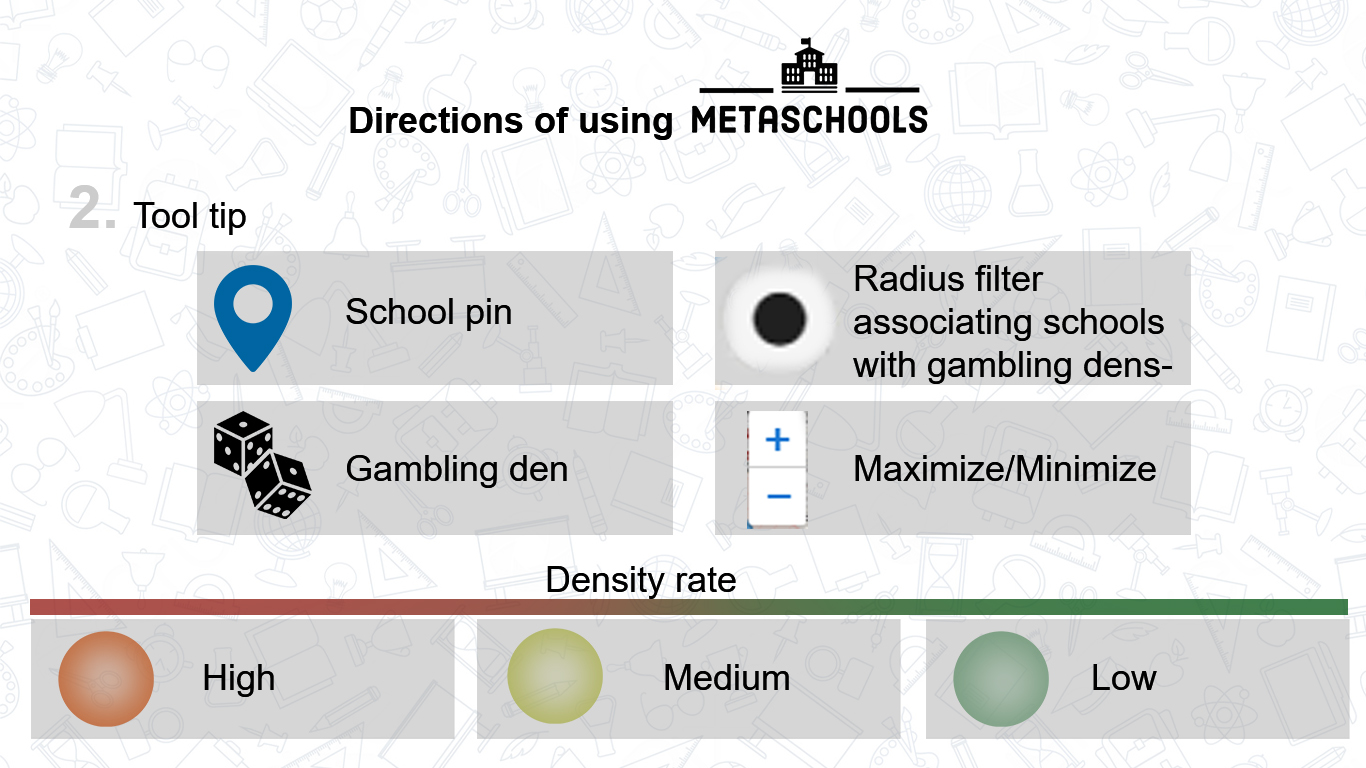 Directions of using METASCHOOLS
2. Tool tip
School pin
Radius filter
associating schools
with gambling dens-
Gambling den
+
−
Maximize/Minimize
Density rate
High
Medium
Low